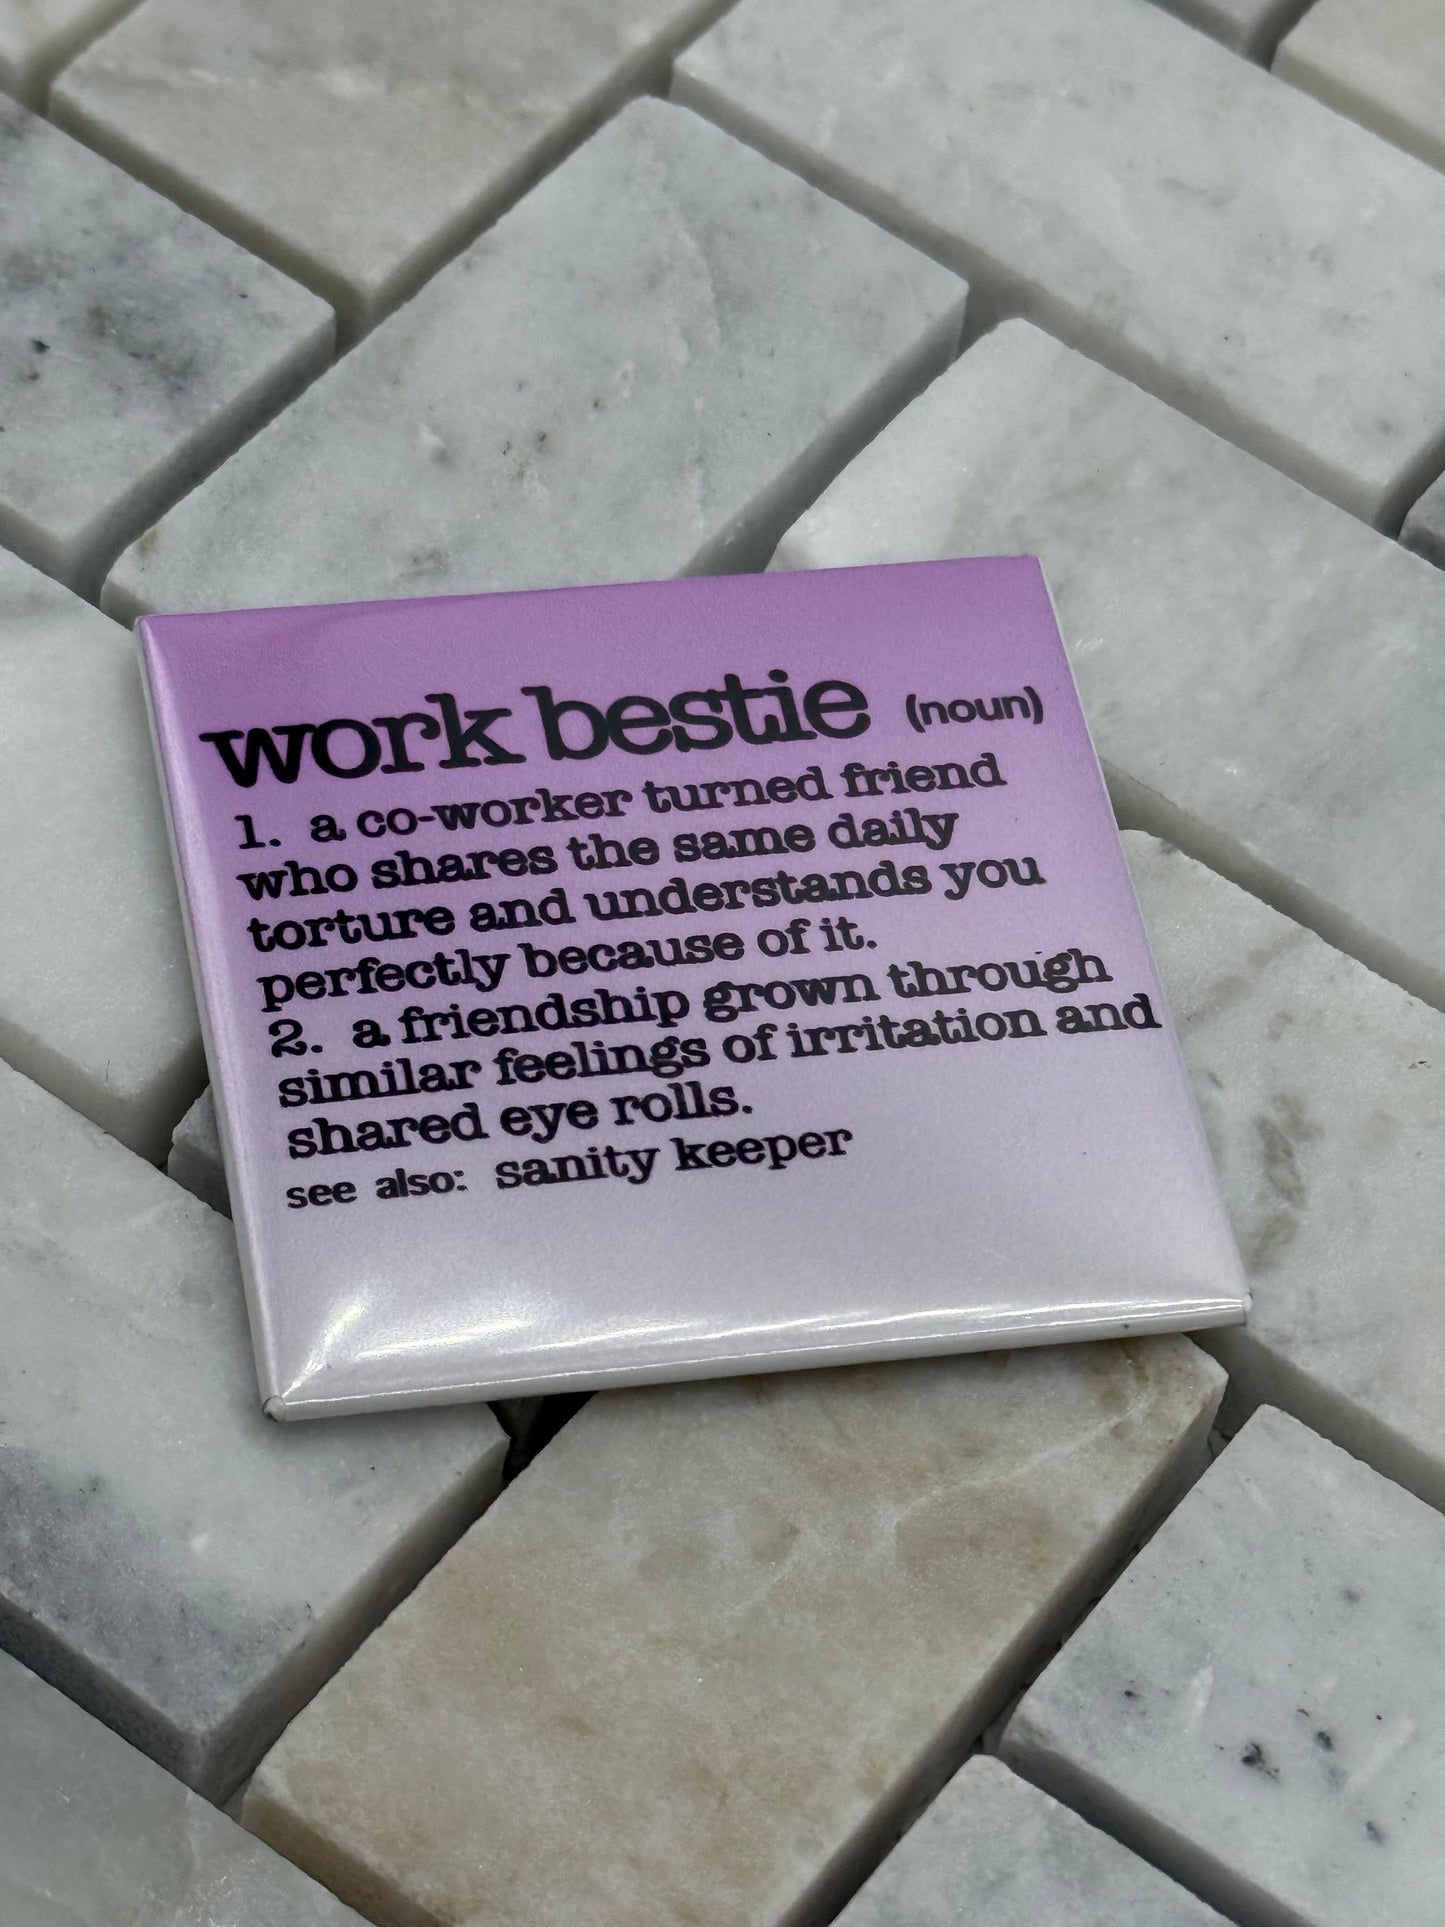 work bestie (noun)
1. a co-worker turned friend
who shares the same daily
torture and understands you
perfectly because of it.
2. a friendship grown through
similar feelings of irritation and
shared eye rolls.
see also: sanity keeper